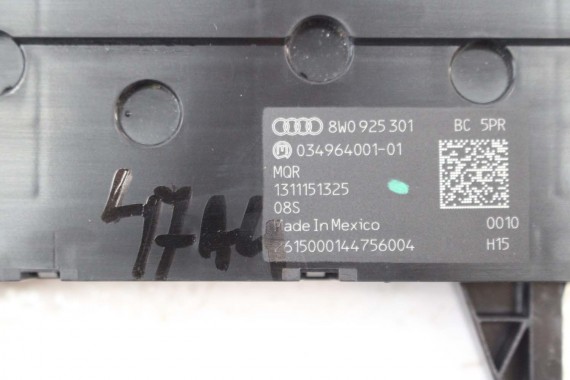 8W0 925 301 BC 5PR
034964001-01
MQR
1311151325
08S
Made In Mexico 0010
615000144756004 H15